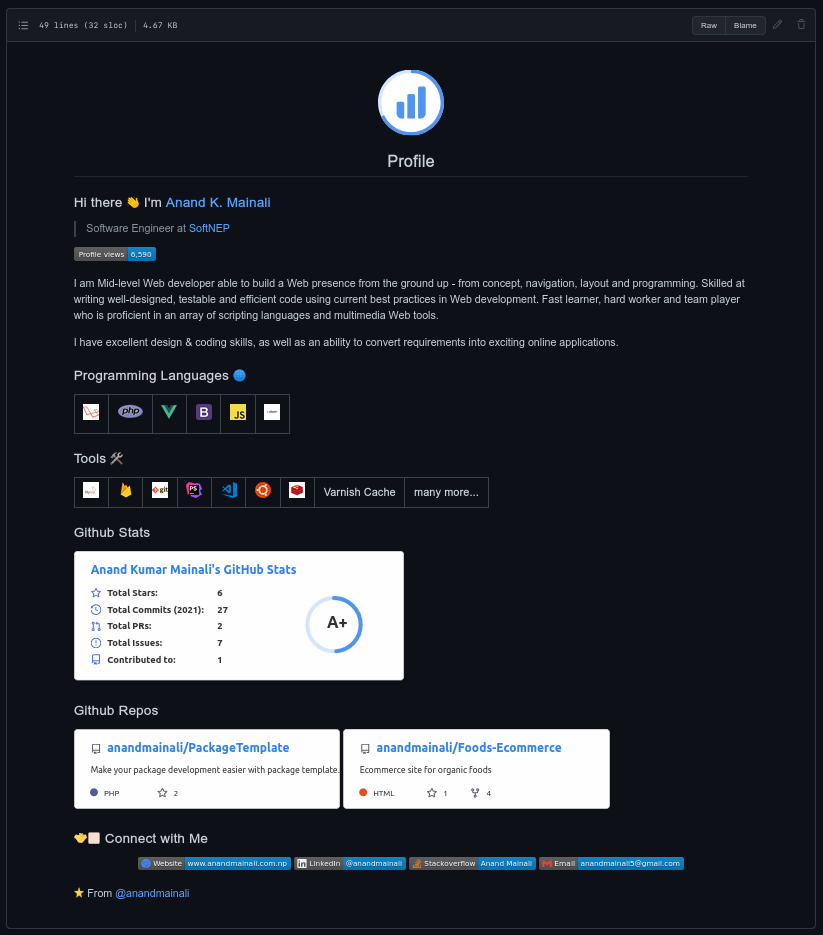 49 lines (32 sloc) 4.67 KB
Raw Blame
Profile
Hi there 👋 I'm Anand K. Mainali
Software Engineer at SoftNEP
Profile views 6,590
I am Mid-level Web developer able to build a Web presence from the ground up - from concept, navigation, layout and programming. Skilled at
writing well-designed, testable and efficient code using current best practices in Web development. Fast learner, hard worker and team player
who is proficient in an array of scripting languages and multimedia Web tools.
I have excellent design & coding skills, as well as an ability to convert requirements into exciting online applications.
Programming Languages
php B JS
Tools
git PS Varnish Cache many more...
Github Stats
Anand Kumar Mainali's GitHub Stats
Total Stars: 6
Total Commits (2021): 27
Total PRs: 2
Total Issues: 7
Contributed to: 1
A+
Github Repos
anandmainali/PackageTemplate
Make your package development easier with package template.
PHP 2
anandmainali/Foods-Ecommerce
Ecommerce site for organic foods
HTML 1 4
Connect with Me
Website www.anandmainali.com.np LinkedIn @anandmainali Stackoverflow Anand Mainali Email anandmainali5@gmail.com
From @anandmainali